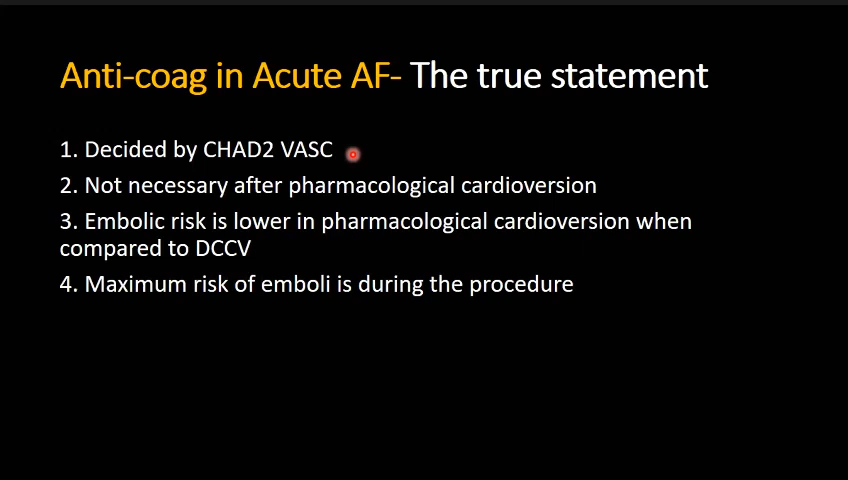 Anti-coag in Acute AF- The true statement
1. Decided by CHAD2 VASC
2. Not necessary after pharmacological cardioversion
3. Embolic risk is lower in pharmacological cardioversion when
compared to DCCV
4. Maximum risk of emboli is during the procedure